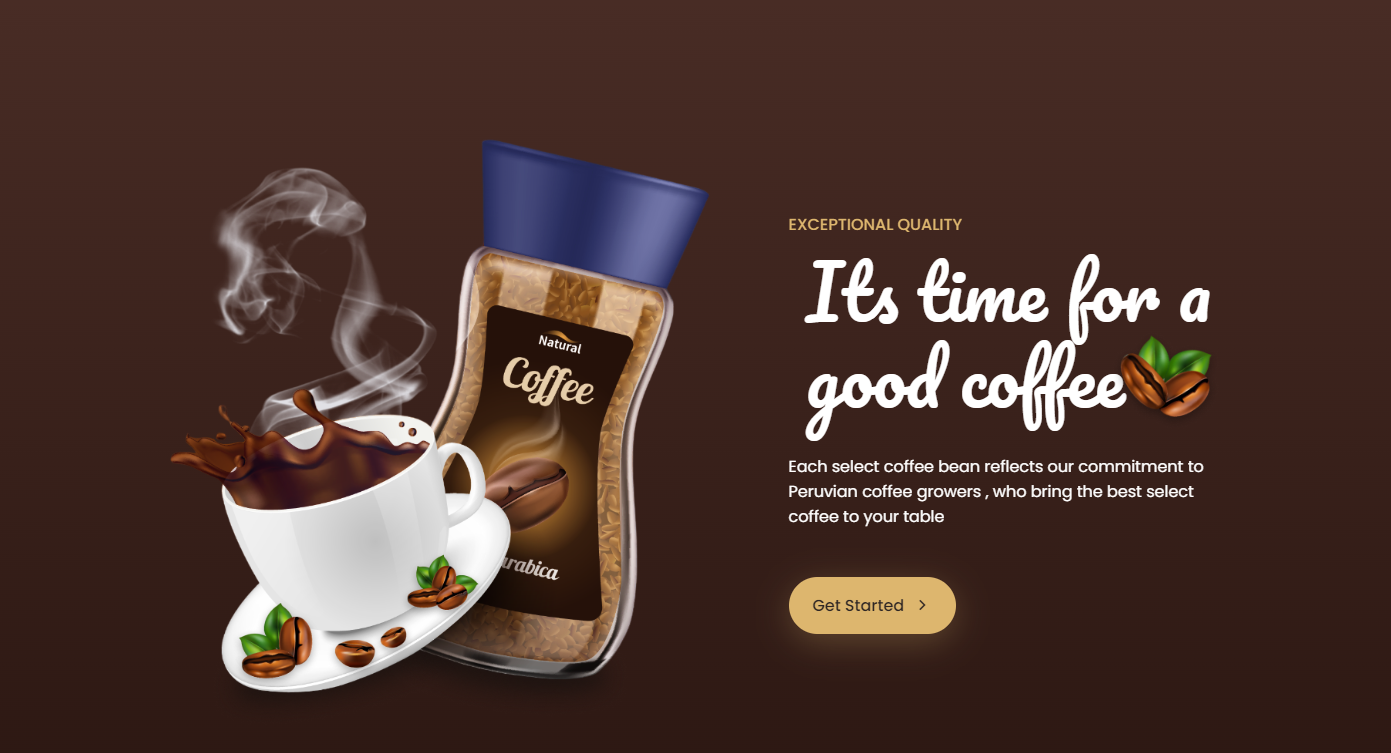 Natural
Coffee
arabica
EXCEPTIONAL QUALITY
Its time for a
good coffee
Each select coffee bean reflects our commitment to
Peruvian coffee growers , who bring the best select
coffee to your table
Get Started